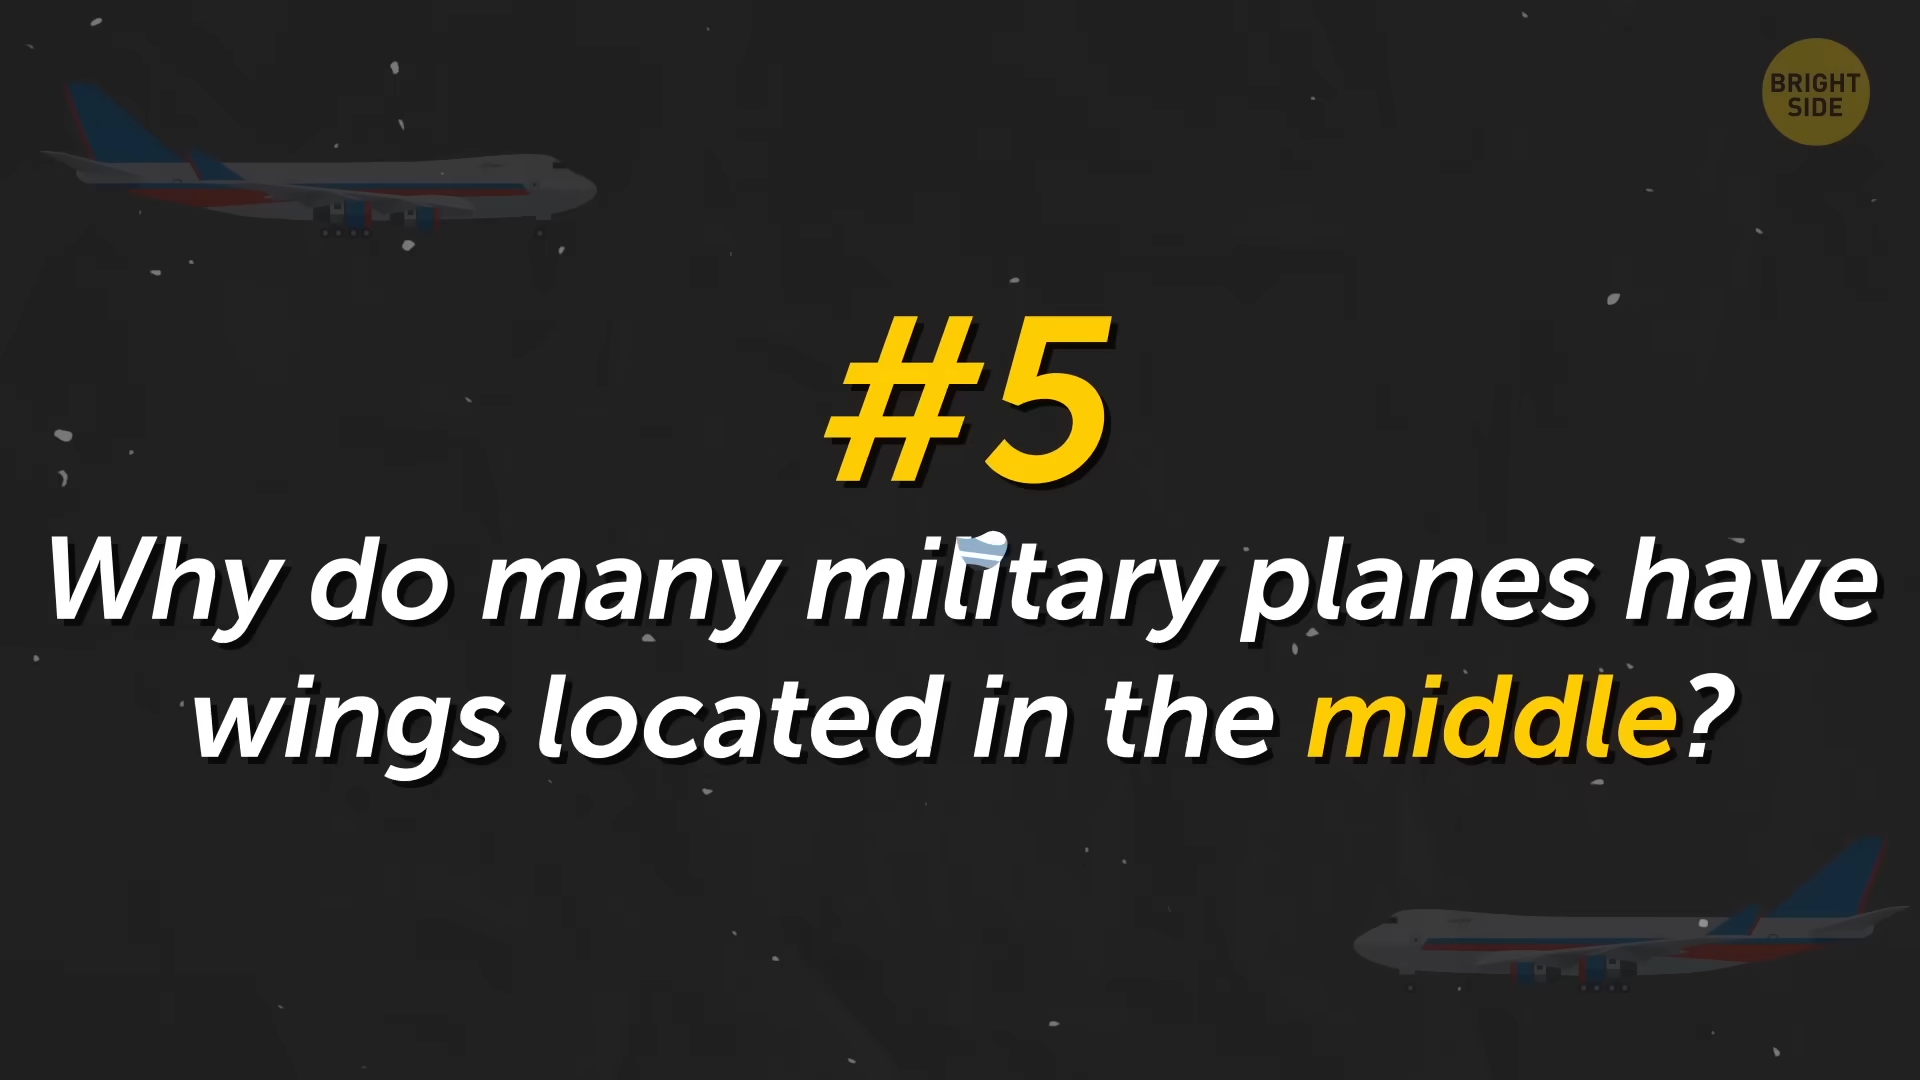 BRIGHT
SIDE
#5
Why do many military planes have
wings located in the middle?